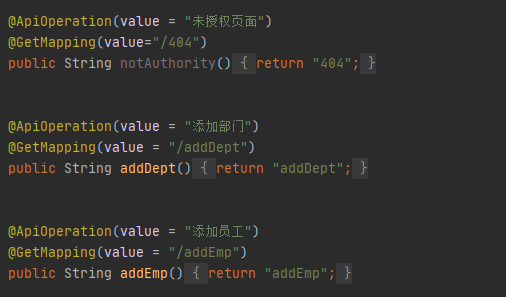 @ApiOperation(value = "未授权页面")
@GetMapping(value="/404")
public String notAuthority() { return "404"; }
@ApiOperation(value = "添加部门")
@GetMapping(value = "/addDept")
public String addDept() { return "addDept"; }
@ApiOperation(value = "添加员工")
@GetMapping(value = "/addEmp")
public String addEmp() { return "addEmp"; }